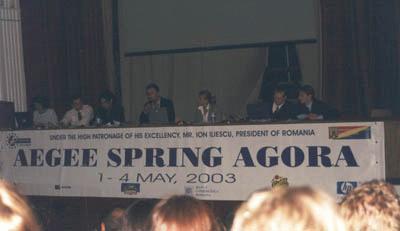 UNDER THE HIGH PATRONAGE OF HIS EXCELLENCY, MR. ION ILIESCU, PRESIDENT OF ROMANIA
AEGEE SPRING AGORA
1 - 4 MAY, 2003
hp